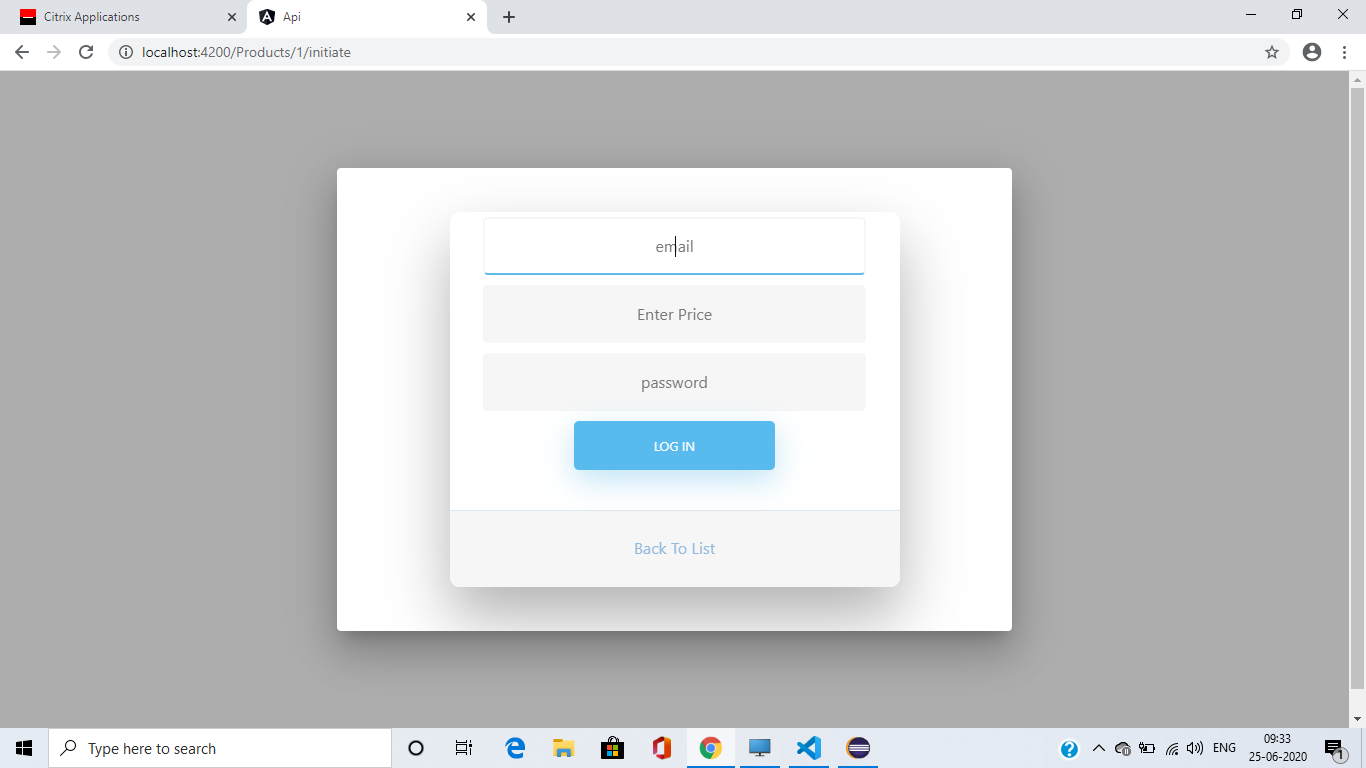 Citrix Applications
Api
localhost:4200/Products/1/initiate
email
Enter Price
password
LOG IN
Back To List
Type here to search
ENG
09:33
25-06-2020
1